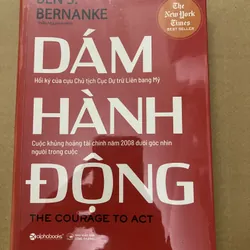 BEN S.
BERNANKE
The
New York
Times
BEST SELLER
DÁM
Hồi ký của cựu Chủ tịch Cục Dự trữ Liên bang Mỹ
HÀNH
Cuộc khủng hoảng tài chính năm 2008 dưới góc nhìn
người trong cuộc
ĐỘNG
THE COURAGE TO ACT
alphabooks